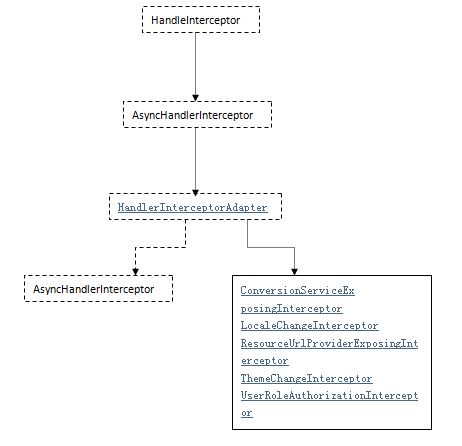 HandleInterceptor
AsyncHandlerInterceptor
HandlerInterceptorAdapter
AsyncHandlerInterceptor
ConversionServiceEx
posingInterceptor
LocaleChangeInterceptor
ResourceUrlProviderExposingInt
erceptor
ThemeChangeInterceptor
UserRoleAuthorizationIntercept
or